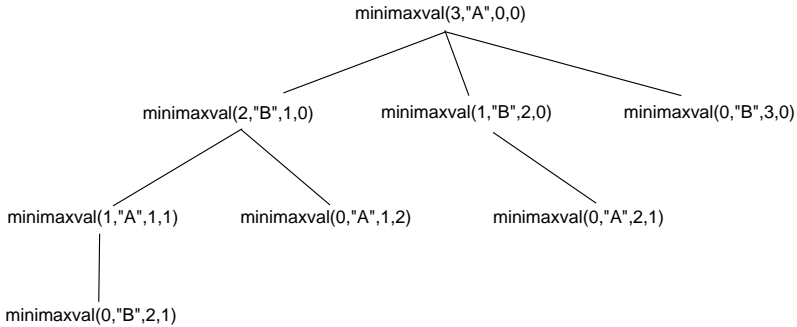 minimaxval(3,"A",0,0)
minimaxval(2,"B",1,0) minimaxval(1,"B",2,0) minimaxval(0,"B",3,0)
minimaxval(1,"A",1,1) minimaxval(0,"A",1,2) minimaxval(0,"A",2,1)
minimaxval(0,"B",2,1)